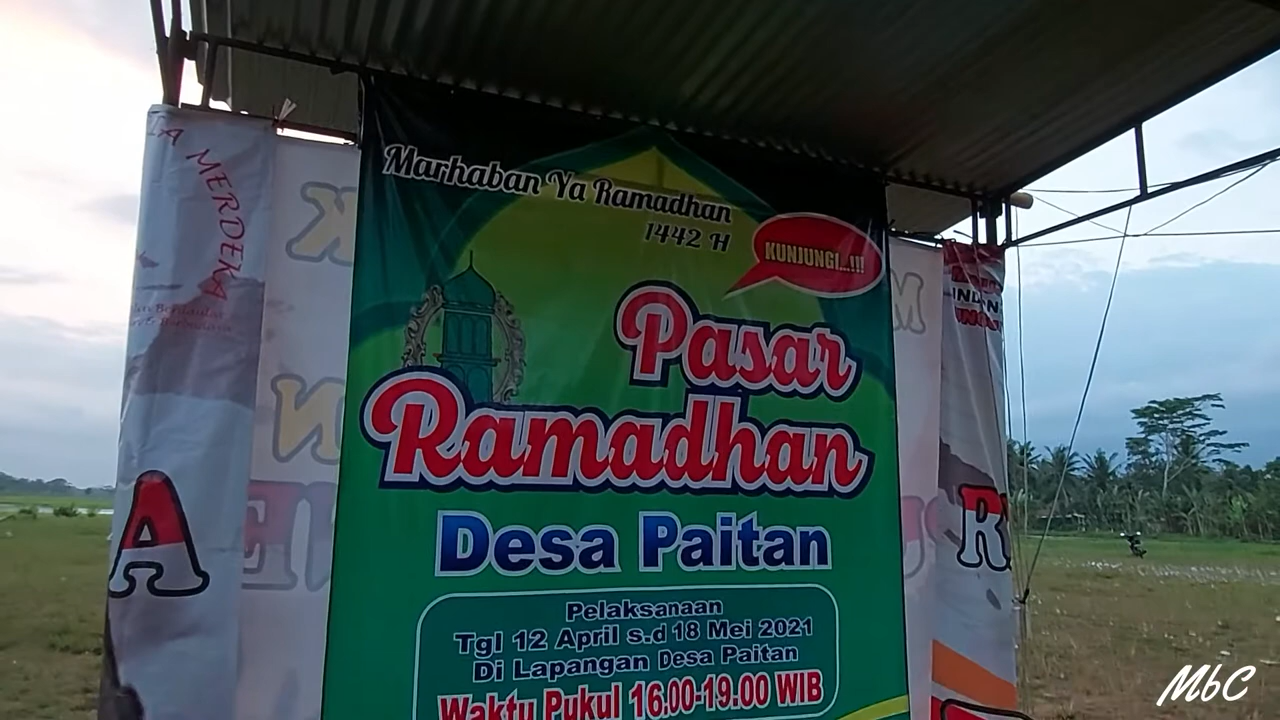 Marhaban Ya Ramadhan
1442 H
KUNJUNGI...!!!
Pasar
Ramadhan
Desa Paitan
Pelaksanaan
Tgl 12 April s.d 18 Mei 2021
Di Lapangan Desa Paitan
Waktu Pukul 16.00-19.00 WIB
MERDEKA
A
R
MbC